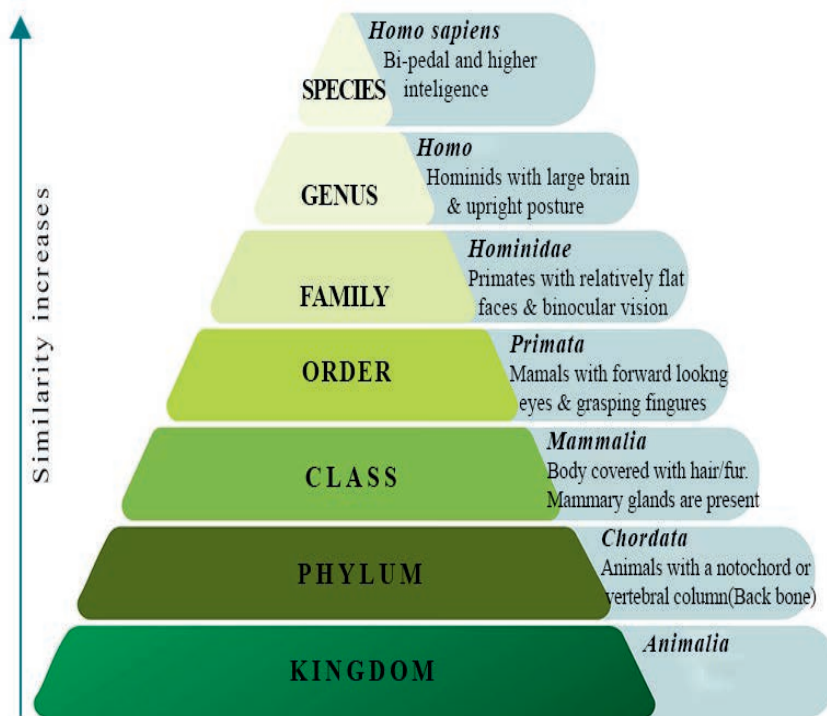 Homo sapiens
Bi-pedal and higher
inteligence
SPECIES
Homo
Hominids with large brain
& upright posture
GENUS
Hominidae
Primates with relatively flat
faces & binocular vision
FAMILY
Primata
Mamals with forward lookng
eyes & grasping fingures
ORDER
Mammalia
Body covered with hair/fur.
Mammary glands are present
CLASS
Chordata
Animals with a notochord or
vertebral column(Back bone)
PHYLUM
Animalia
KINGDOM
Similarity increases